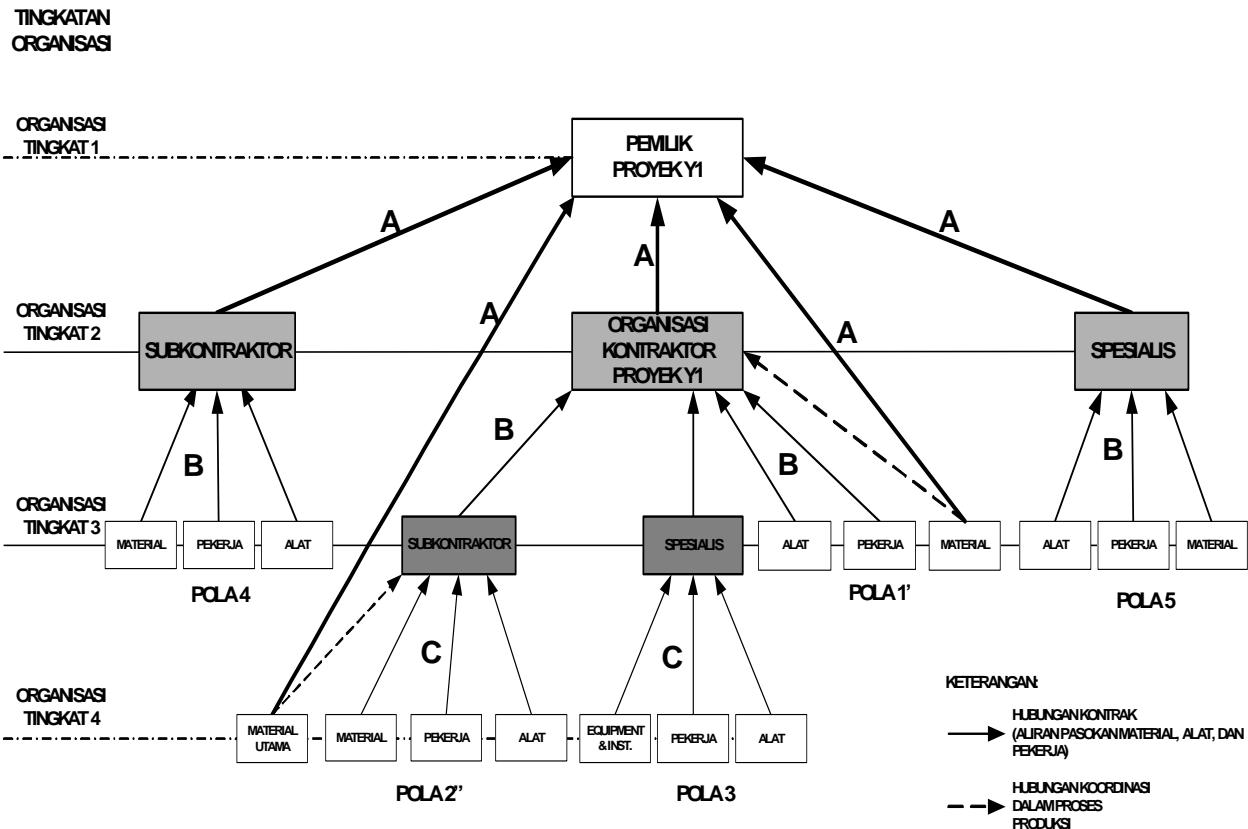 TINGKATAN
ORGANISASI
ORGANISASI
TINGKAT 1
PEMILIK
PROYEK Y1
A
A
A
A
A
ORGANISASI
TINGKAT 2
SUBKONTRAKTOR
ORGANISASI
KONTRAKTOR
PROYEK Y1
SPESIALIS
B
B
B
B
ORGANISASI
TINGKAT 3
MATERIAL
PEKERJA
ALAT
SUBKONTRAKTOR
SPESIALIS
ALAT
PEKERJA
MATERIAL
ALAT
PEKERJA
MATERIAL
POLA 4
POLA 1'
POLA 5
C
C
ORGANISASI
TINGKAT 4
MATERIAL
UTAMA
MATERIAL
PEKERJA
ALAT
EQUIPMENT
& INST.
PEKERJA
ALAT
POLA 2''
POLA 3
KETERANGAN:
HUBUNGAN KONTRAK
(ALIRAN PASOKAN MATERIAL, ALAT, DAN
PEKERJA)
HUBUNGAN KOORDINASI
DALAM PROSES
PRODUKSI